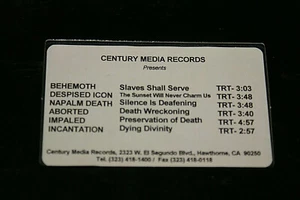 CENTURY MEDIA RECORDS
Presents
BEHEMOTH Slaves Shall Serve TRT- 3:03
DESPISED ICON The Sunset Will Never Charm Us TRT- 3:48
NAPALM DEATH Silence Is Deafening TRT- 3:48
ABORTED Death Wreckoning TRT- 3:40
IMPALED Preservation of Death TRT- 4:57
INCANTATION Dying Divinity TRT- 2:57
Century Media Records, 2323 W. El Segundo Blvd., Hawthorne, CA 90250
Tel. (323) 418-1400 / Fax (323) 418-0118